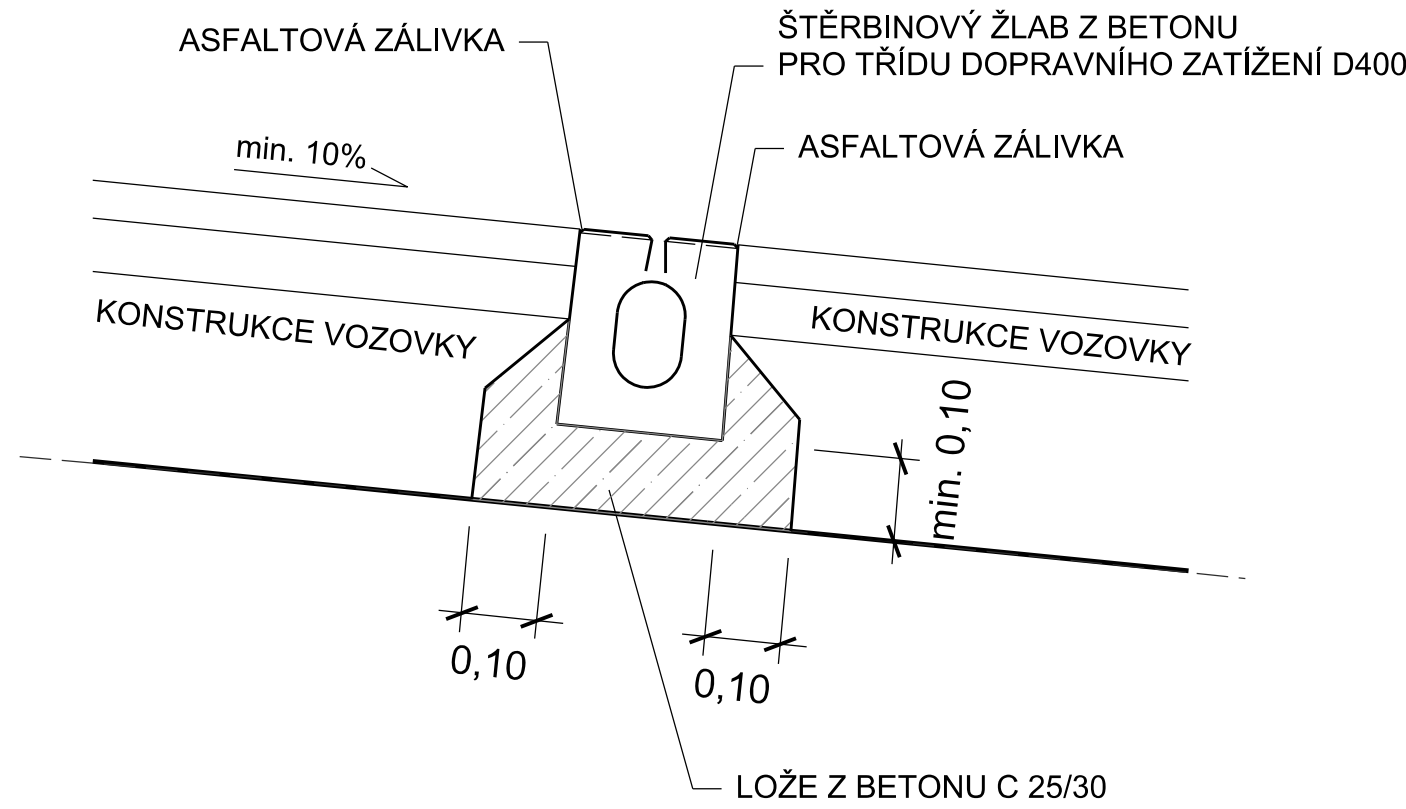 ASFALTOVÁ ZÁLIVKA
ŠTĚRBINOVÝ ŽLAB Z BETONU
PRO TŘÍDU DOPRAVNÍHO ZATÍŽENÍ D400
ASFALTOVÁ ZÁLIVKA
min. 10%
KONSTRUKCE VOZOVKY
KONSTRUKCE VOZOVKY
min. 0,10
0,10
0,10
LOŽE Z BETONU C 25/30